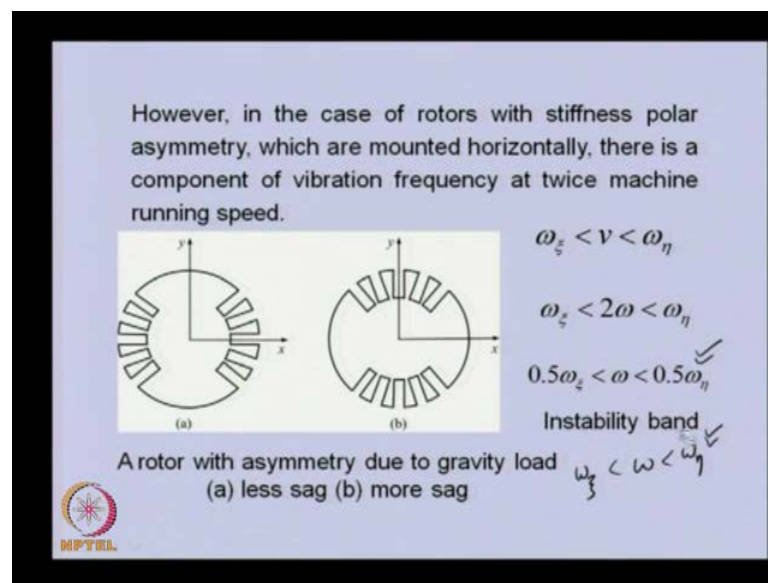 However, in the case of rotors with stiffness polar
asymmetry, which are mounted horizontally, there is a
component of vibration frequency at twice machine
running speed.
ω_ξ < ν < ω_η
ω_ξ < 2ω < ω_η
0.5ω_ξ < ω < 0.5ω_η
Instability band
ω_ξ < ω < ω_η
y
x
(a)
y
x
(b)
A rotor with asymmetry due to gravity load
(a) less sag (b) more sag
NPTEL